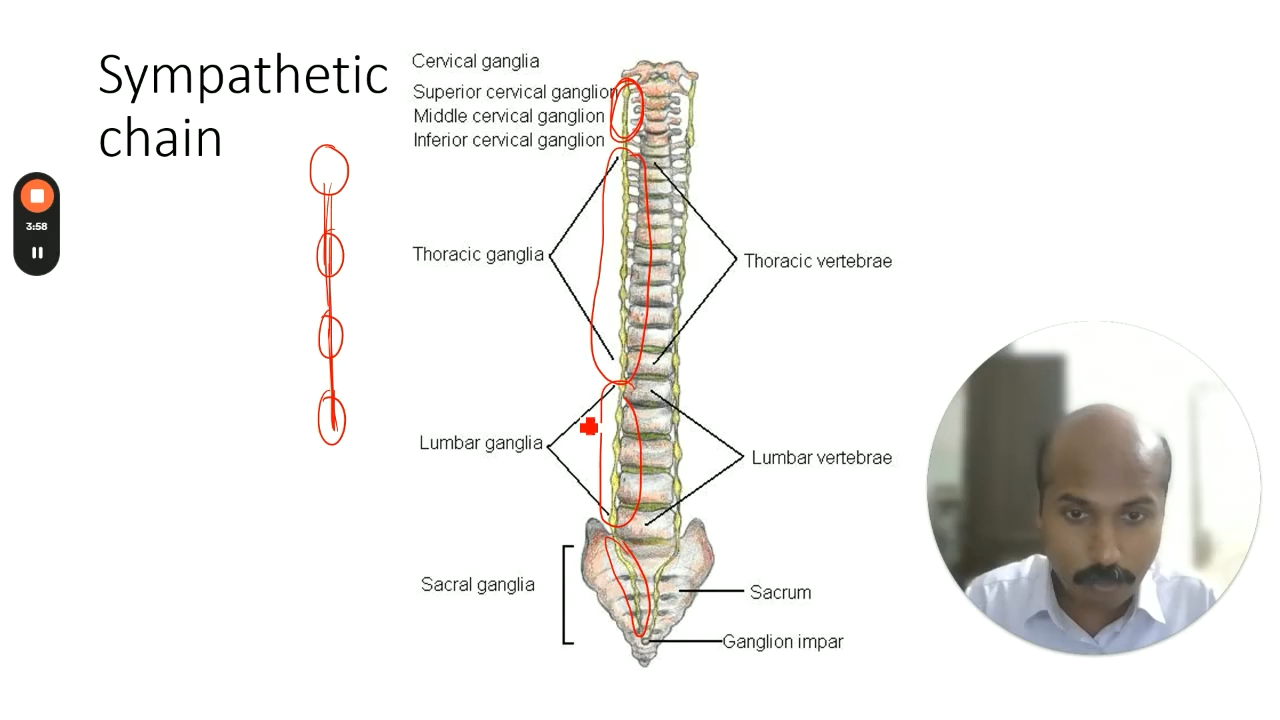 Sympathetic
chain
3:58
Cervical ganglia
Superior cervical ganglion
Middle cervical ganglion
Inferior cervical ganglion
Thoracic ganglia
Thoracic vertebrae
Lumbar ganglia
Lumbar vertebrae
Sacral ganglia
Sacrum
Ganglion impar